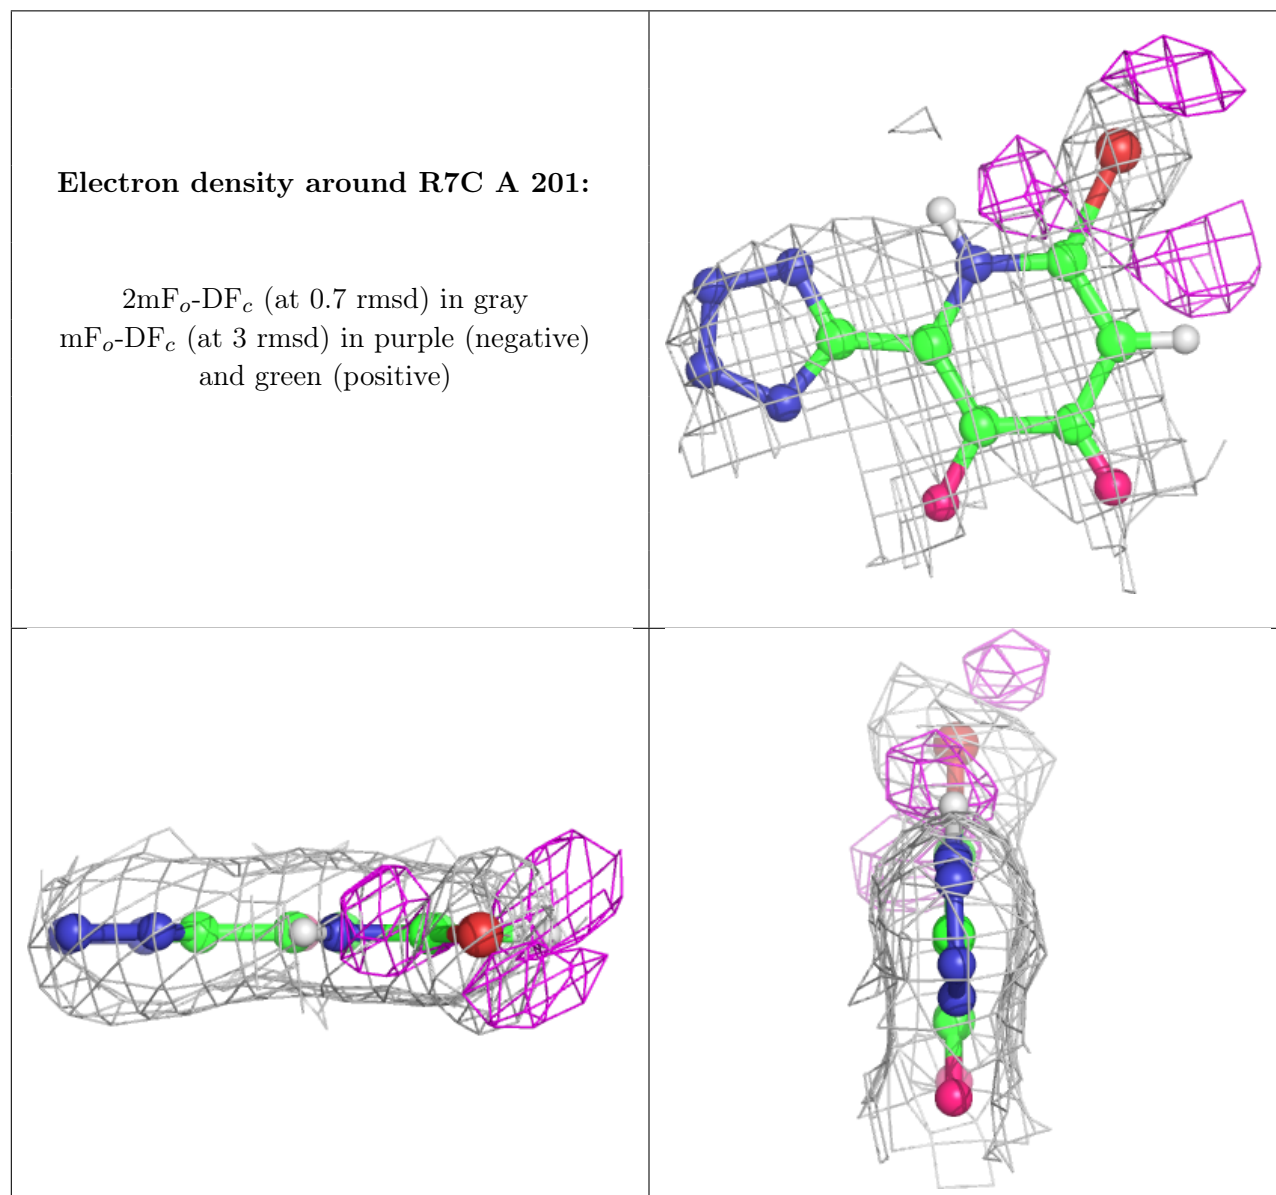 Electron density around R7C A 201:
2mFo-DFc (at 0.7 rmsd) in gray
mFo-DFc (at 3 rmsd) in purple (negative)
and green (positive)